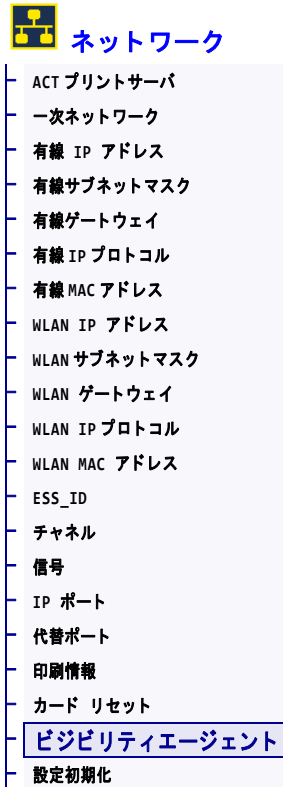 ネットワーク
ACT プリントサーバ
一次ネットワーク
有線 IP アドレス
有線サブネットマスク
有線ゲートウェイ
有線 IP プロトコル
有線 MAC アドレス
WLAN IP アドレス
WLAN サブネットマスク
WLAN ゲートウェイ
WLAN IP プロトコル
WLAN MAC アドレス
ESS_ID
チャネル
信号
IP ポート
代替ポート
印刷情報
カード リセット
ビジビリティエージェント
設定初期化